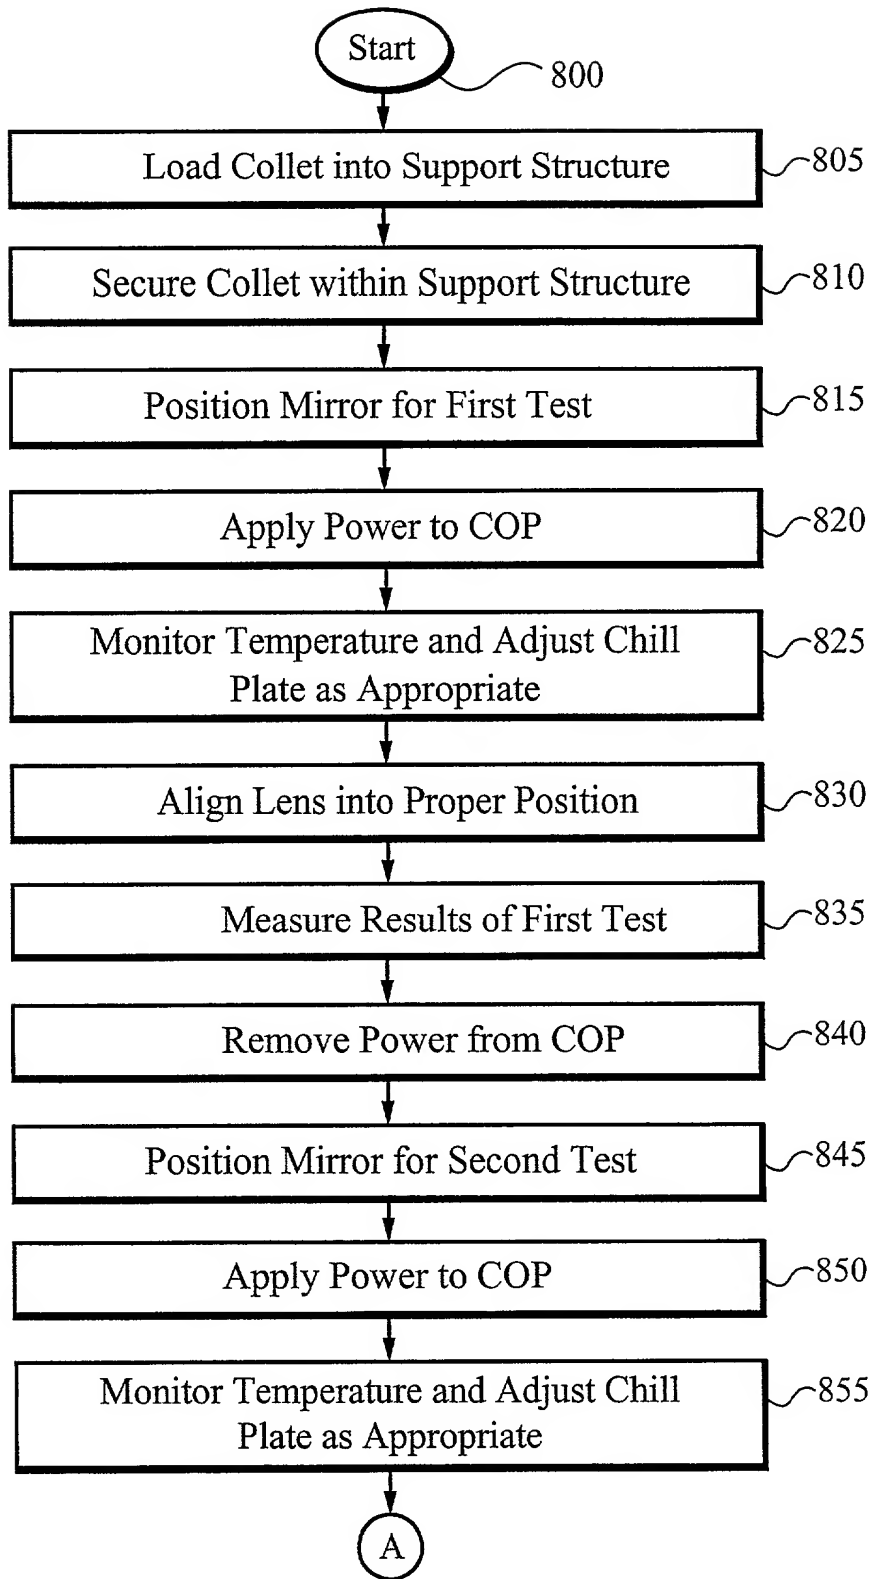 Start
800
Load Collet into Support Structure
805
Secure Collet within Support Structure
810
Position Mirror for First Test
815
Apply Power to COP
820
Monitor Temperature and Adjust Chill
Plate as Appropriate
825
Align Lens into Proper Position
830
Measure Results of First Test
835
Remove Power from COP
840
Position Mirror for Second Test
845
Apply Power to COP
850
Monitor Temperature and Adjust Chill
Plate as Appropriate
855
A